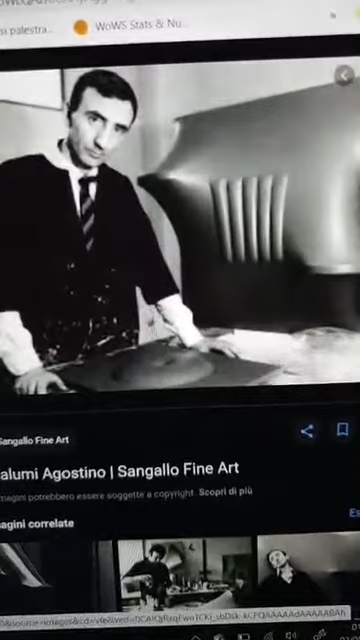 si palestra...
WoWS Stats & Nu...
Sangallo Fine Art
alumi Agostino | Sangallo Fine Art
magini potrebbero essere soggette a copyright. Scopri di più
agini correlate
Es